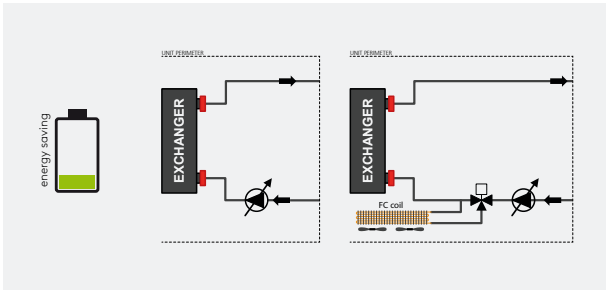 energy saving
UNIT PERIMETER
EXCHANGER
UNIT PERIMETER
EXCHANGER
FC coil